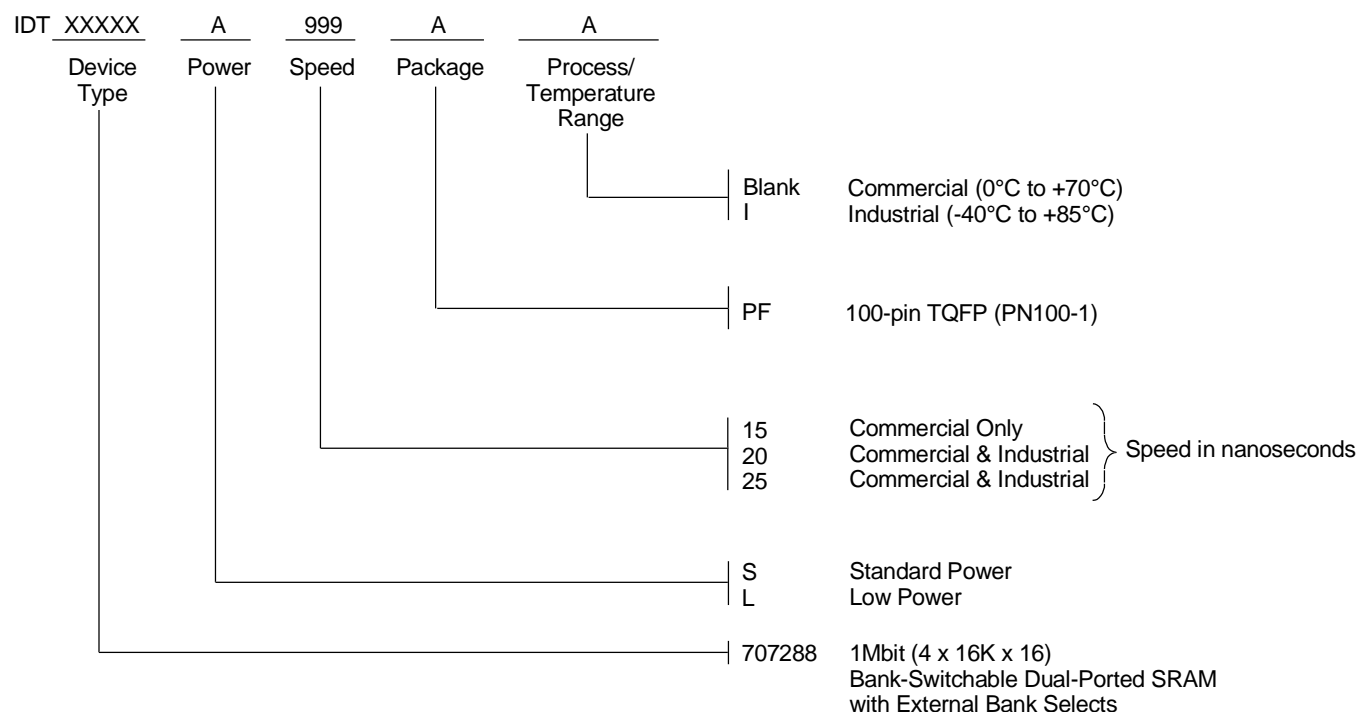 IDT XXXXX A 999 A A
Device Type Power Speed Package Process/ Temperature Range
Blank Commercial (0°C to +70°C)
I Industrial (-40°C to +85°C)
PF 100-pin TQFP (PN100-1)
15 Commercial Only
20 Commercial & Industrial
25 Commercial & Industrial
Speed in nanoseconds
S Standard Power
L Low Power
707288 1Mbit (4 x 16K x 16)
Bank-Switchable Dual-Ported SRAM
with External Bank Selects